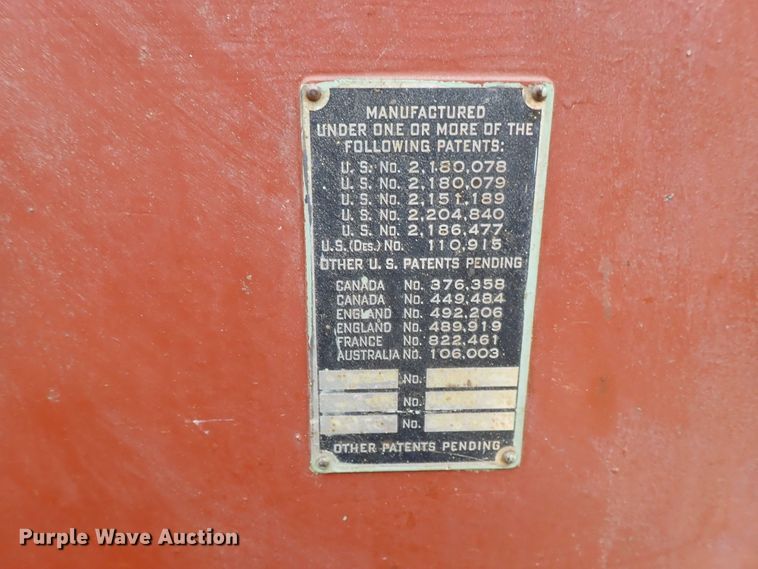 MANUFACTURED
UNDER ONE OR MORE OF THE
FOLLOWING PATENTS:
U. S. No. 2,180,078
U. S. No. 2,180,079
U. S. No. 2,151,189
U. S. No. 2,204,840
U. S. No. 2,186,477
U.S. (DES.) No. 110,915
OTHER U. S. PATENTS PENDING
CANADA No. 376,358
CANADA No. 449,484
ENGLAND No. 492,206
ENGLAND No. 489,919
FRANCE No. 822,461
AUSTRALIA No. 106,003
No.
No.
No.
OTHER PATENTS PENDING
Purple Wave Auction